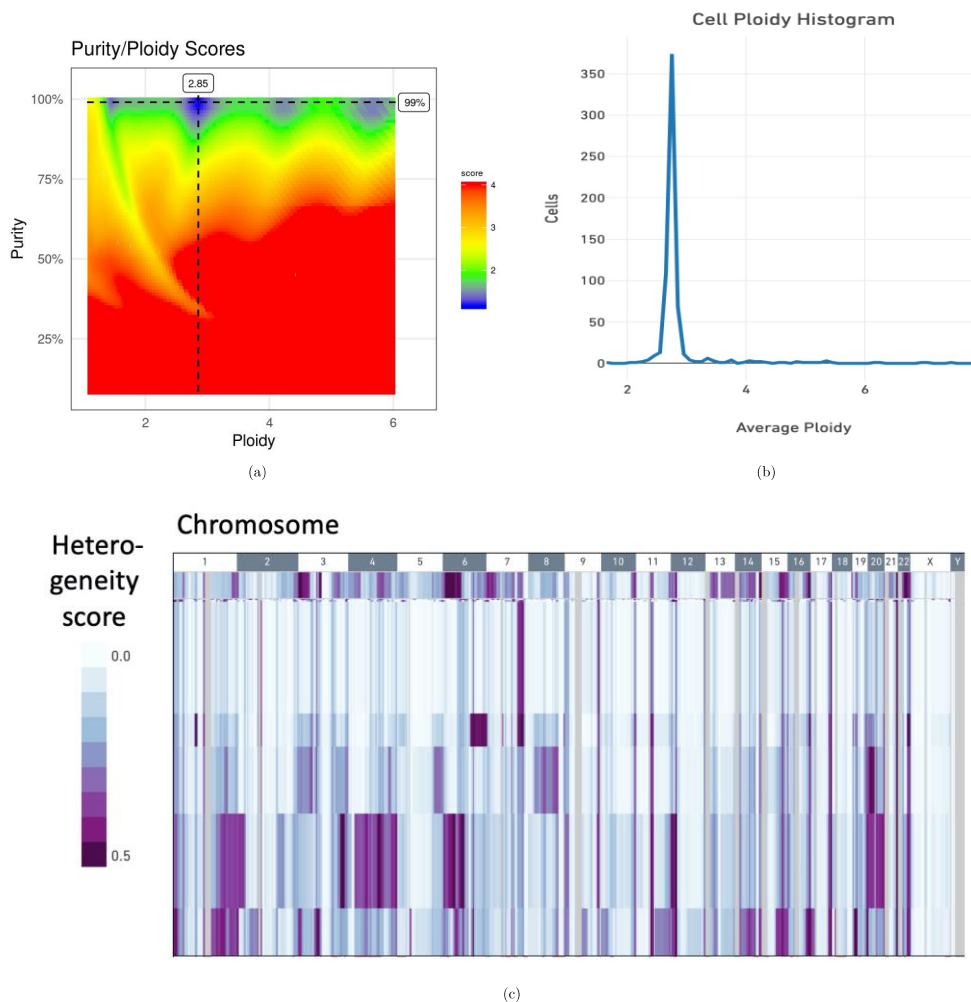 Purity/Ploidy Scores
2.85
99%
100%
75%
50%
25%
Purity
2
4
6
Ploidy
score
4
3
2
(a)
Cell Ploidy Histogram
350
300
250
200
150
100
50
0
Cells
2
4
6
Average Ploidy
(b)
Chromosome
Hetero-
geneity
score
0.0
0.5
1 2 3 4 5 6 7 8 9 10 11 12 13 14 15 16 17 18 19 20 21 22 X Y
(c)